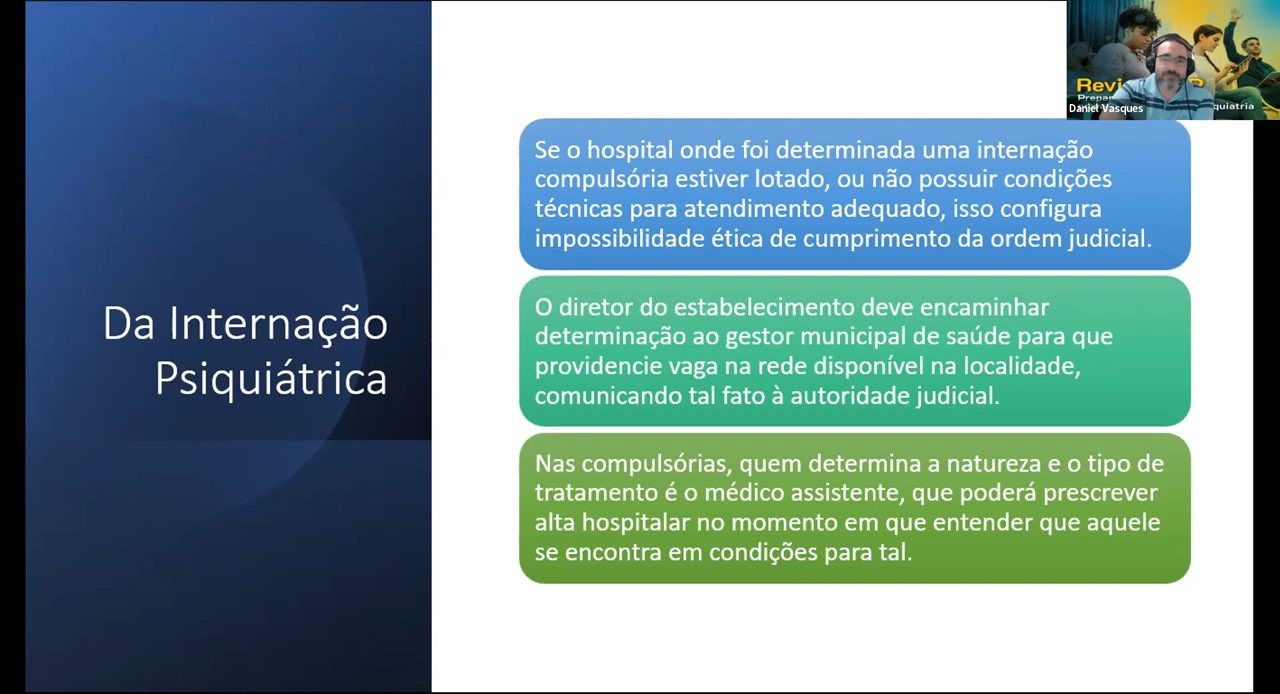 Da Internação
Psiquiátrica
Se o hospital onde foi determinada uma internação
compulsória estiver lotado, ou não possuir condições
técnicas para atendimento adequado, isso configura
impossibilidade ética de cumprimento da ordem judicial.
O diretor do estabelecimento deve encaminhar
determinação ao gestor municipal de saúde para que
providencie vaga na rede disponível na localidade,
comunicando tal fato à autoridade judicial.
Nas compulsórias, quem determina a natureza e o tipo de
tratamento é o médico assistente, que poderá prescrever
alta hospitalar no momento em que entender que aquele
se encontra em condições para tal.
Daniel Vasques